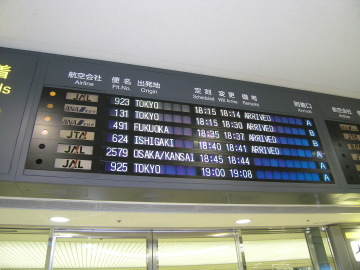 着
ds
航空会社 便名 出発地 定刻 変更 備考 到着口
Airline Flt.No. Origin Scheduled Will Arrive Remarks Arrival
JAL 923 TOKYO 18:15 18:14 ARRIVED A
ANA 131 TOKYO 18:15 18:30 ARRIVED B
ANA 491 FUKUOKA 18:35 18:37 ARRIVED B
JTA 624 ISHIGAKI 18:40 18:41 ARRIVED A
JAL 2579 OSAKA/KANSAI 18:45 18:44 A
JAL 925 TOKYO 19:00 19:08 A